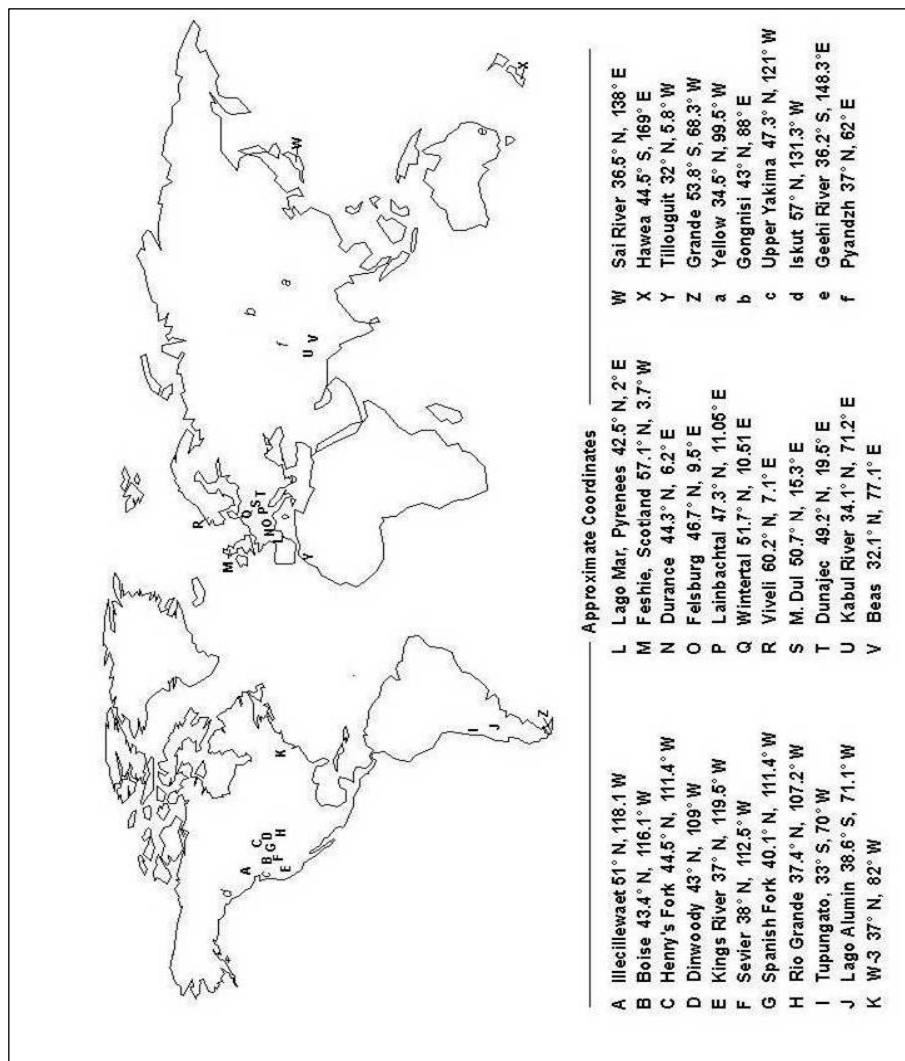 R
d M
A Q b
C S T
c B D O P
G N
F H K L f a
E W
Y U V
I e
J X
Z
Approximate Coordinates
A Illecillewaet 51° N, 118.1 W
B Boise 43.4° N, 116.1° W
C Henry's Fork 44.5° N, 111.4° W
D Dinwoody 43° N, 109° W
E Kings River 37° N, 119.5° W
F Sevier 38° N, 112.5° W
G Spanish Fork 40.1° N, 111.4° W
H Rio Grande 37.4° N, 107.2° W
I Tupungato, 33° S, 70° W
J Lago Alumin 38.6° S, 71.1° W
K W-3 37° N, 82° W
L Lago Mar, Pyrenees 42.5° N, 2° E
M Feshie, Scotland 57.1° N, 3.7° W
N Durance 44.3° N, 6.2° E
O Felsburg 46.7° N, 9.5° E
P Lainbachtal 47.3° N, 11.05° E
Q Wintertal 51.7° N, 10.51 E
R Viveli 60.2° N, 7.1° E
S M. Dul 50.7° N, 15.3° E
T Dunajec 49.2° N, 19.5° E
U Kabul River 34.1° N, 71.2° E
V Beas 32.1° N, 77.1° E
W Sai River 36.5° N, 138° E
X Hawea 44.5° S, 169° E
Y Tillouguit 32° N, 5.8° W
Z Grande 53.8° S, 68.3° W
a Yellow 34.5° N, 99.5° W
b Gongnisi 43° N, 88° E
c Upper Yakima 47.3° N, 121° W
d Iskut 57° N, 131.3° W
e Geehi River 36.2° S, 148.3°E
f Pyandzh 37° N, 62° E